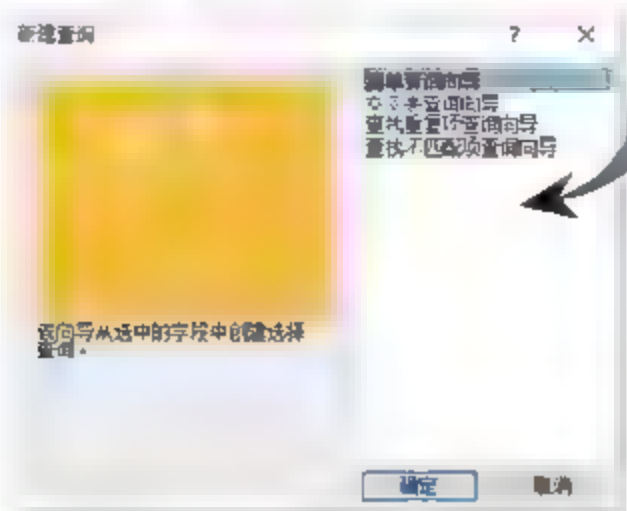 新建查询
?
简单查询向导
交叉表查询向导
查找重复项查询向导
查找不匹配项查询向导
该向导从选中的字段中创建选择
查询。
确定
取消